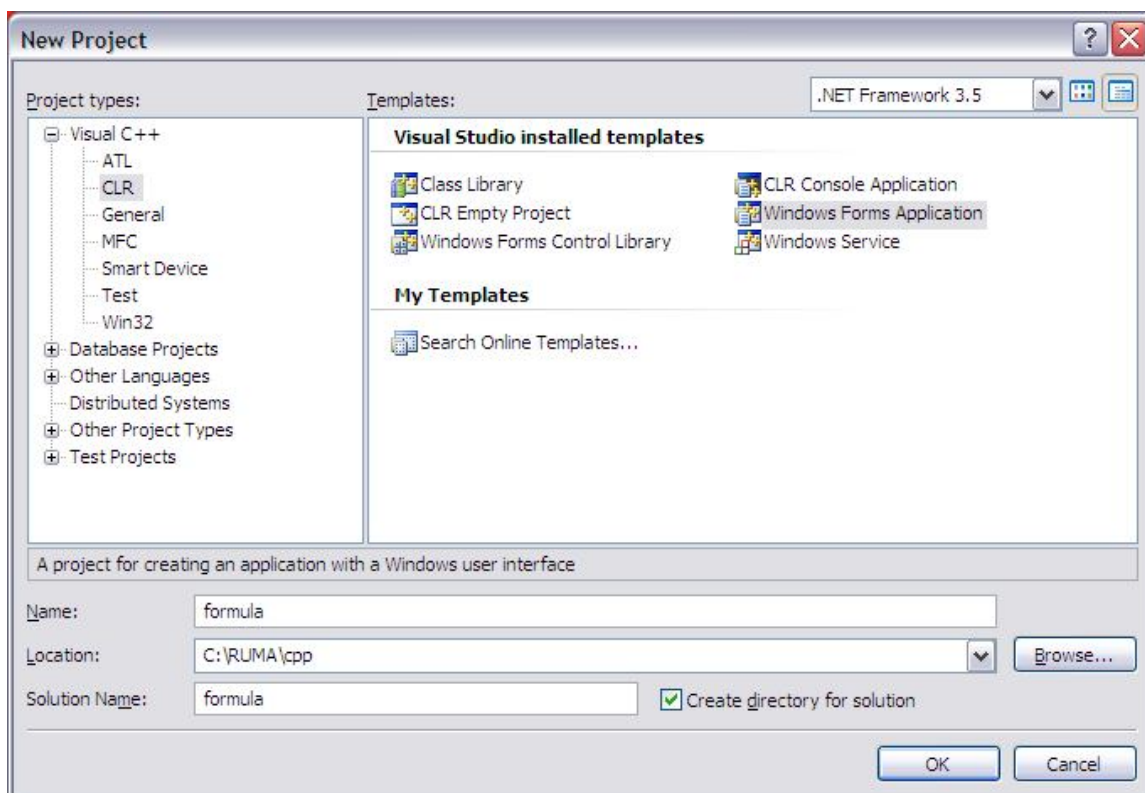 New Project
Project types:
Templates:
.NET Framework 3.5
Visual C++
ATL
CLR
General
MFC
Smart Device
Test
Win32
Database Projects
Other Languages
Distributed Systems
Other Project Types
Test Projects
Visual Studio installed templates
Class Library
CLR Console Application
CLR Empty Project
Windows Forms Application
Windows Forms Control Library
Windows Service
My Templates
Search Online Templates...
A project for creating an application with a Windows user interface
Name:
formula
Location:
C:\RUMA\cpp
Browse...
Solution Name:
formula
Create directory for solution
OK
Cancel